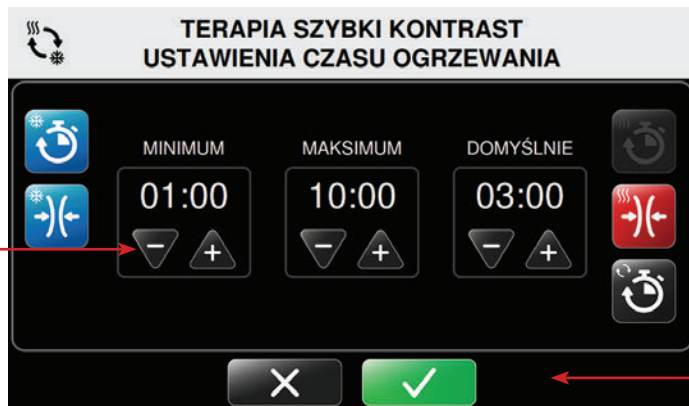 TERAPIA SZYBKI KONTRAST
USTAWIENIA CZASU OGRZEWANIA
MINIMUM MAKSIMUM DOMYŚLNIE
01:00 10:00 03:00
− + − + − +